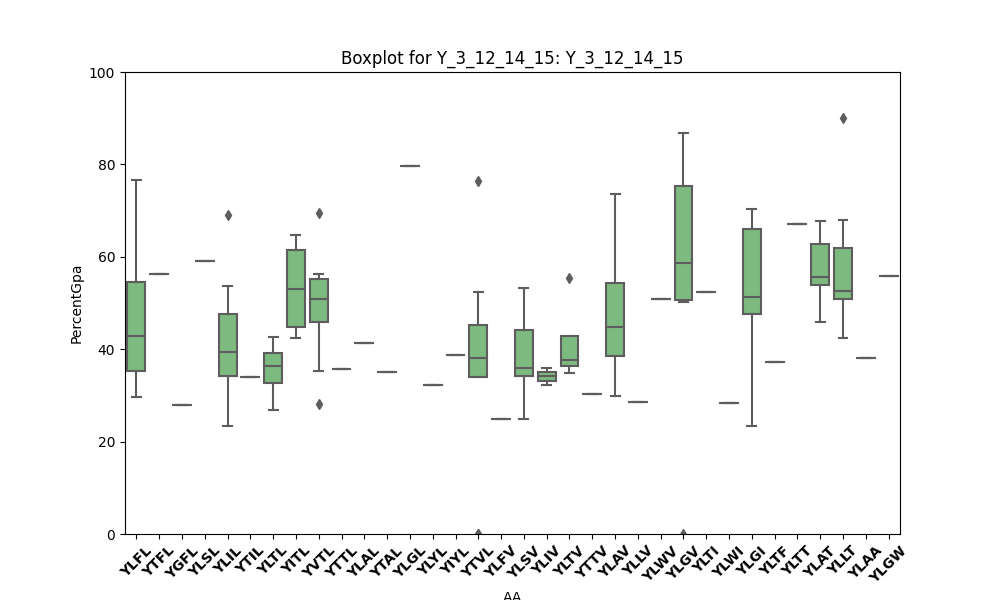 Boxplot for Y_3_12_14_15: Y_3_12_14_15
100
80
60
40
20
0
PercentGpa
YLFL YTFL YGFL YLSL YLIL YTIL YLTL YITL YVTL YTTL YLAL YTAL YLGL YLYL YIYL YTVL YLFV YLSV YLIV YLTV YTTV YLAV YLLV YLWV YLGV YLTI YLWI YLGI YLTF YLTT YLAT YLLT YLAA YLGW
AA